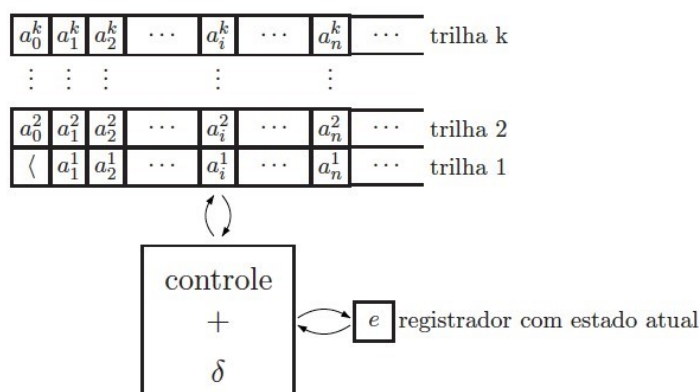 a₀ᵏ a₁ᵏ a₂ᵏ ⋯ aᵢᵏ ⋯ aₙᵏ ⋯ trilha k
⋮ ⋮ ⋮ ⋮ ⋮
a₀² a₁² a₂² ⋯ aᵢ² ⋯ aₙ² ⋯ trilha 2
⟨ a₁¹ a₂¹ ⋯ aᵢ¹ ⋯ aₙ¹ ⋯ trilha 1
controle
+
e registrador com estado atual
δ